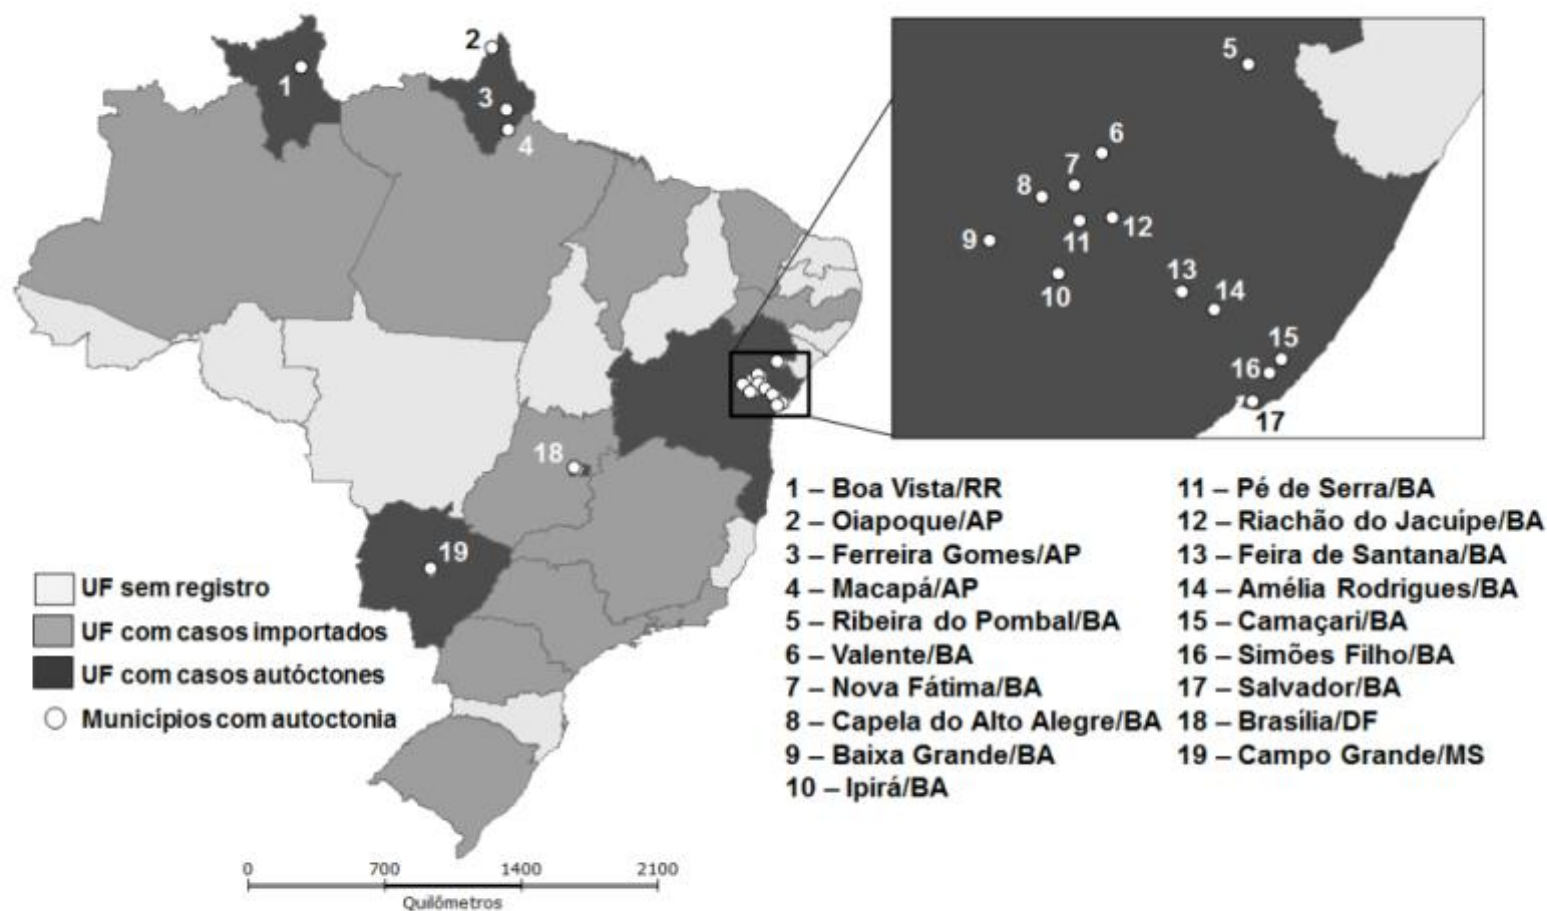 1
2
3
4
5
6
7
8
9
10
11
12
13
14
15
16
17
18
19
UF sem registro
UF com casos importados
UF com casos autóctones
Municípios com autoctonia
0 700 1400 2100
Quilômetros
1 – Boa Vista/RR
2 – Oiapoque/AP
3 – Ferreira Gomes/AP
4 – Macapá/AP
5 – Ribeira do Pombal/BA
6 – Valente/BA
7 – Nova Fátima/BA
8 – Capela do Alto Alegre/BA
9 – Baixa Grande/BA
10 – Ipirá/BA
11 – Pé de Serra/BA
12 – Riachão do Jacuípe/BA
13 – Feira de Santana/BA
14 – Amélia Rodrigues/BA
15 – Camaçari/BA
16 – Simões Filho/BA
17 – Salvador/BA
18 – Brasília/DF
19 – Campo Grande/MS